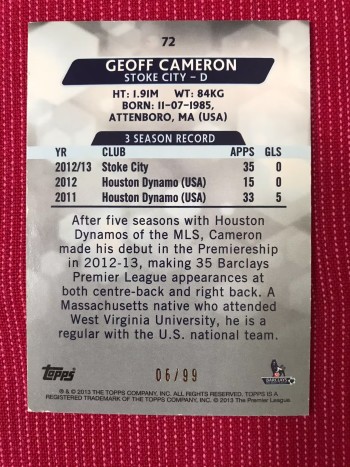 72
GEOFF CAMERON
STOKE CITY – D
HT: 1.91M WT: 84KG
BORN: 11-07-1985,
ATTENBORO, MA (USA)
3 SEASON RECORD
YR CLUB APPS GLS
2012/13 Stoke City 35 0
2012 Houston Dynamo (USA) 15 0
2011 Houston Dynamo (USA) 33 5
After five seasons with Houston
Dynamos of the MLS, Cameron
made his debut in the Premiereship
in 2012-13, making 35 Barclays
Premier League appearances at
both centre-back and right back. A
Massachusetts native who attended
West Virginia University, he is a
regular with the U.S. national team.
Topps 06/99 BARCLAYS
® & © 2013 THE TOPPS COMPANY, INC. ALL RIGHTS RESERVED. TOPPS IS A
REGISTERED TRADEMARK OF THE TOPPS COMPANY, INC. © 2013 The Premier League